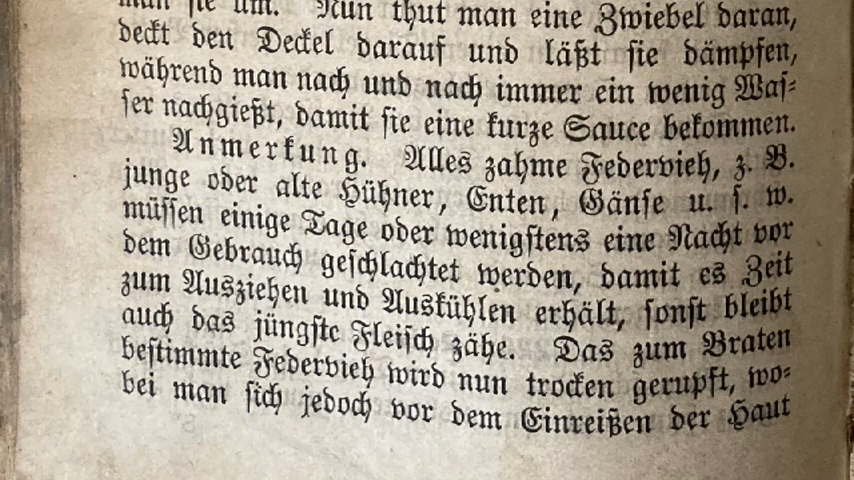 man sie um. Nun thut man eine Zwiebel daran,
deckt den Deckel darauf und läßt sie dämpfen,
während man nach und nach immer ein wenig Was-
ser nachgießt, damit sie eine kurze Sauce bekommen.
Anmerkung. Alles zahme Federvieh, z. B.
junge oder alte Hühner, Enten, Gänse u. s. w.
müssen einige Tage oder wenigstens eine Nacht vor
dem Gebrauch geschlachtet werden, damit es Zeit
zum Ausziehen und Auskühlen erhält, sonst bleibt
auch das jüngste Fleisch zähe. Das zum Braten
bestimmte Federvieh wird nun trocken gerupft, wo-
bei man sich jedoch vor dem Einreißen der Haut